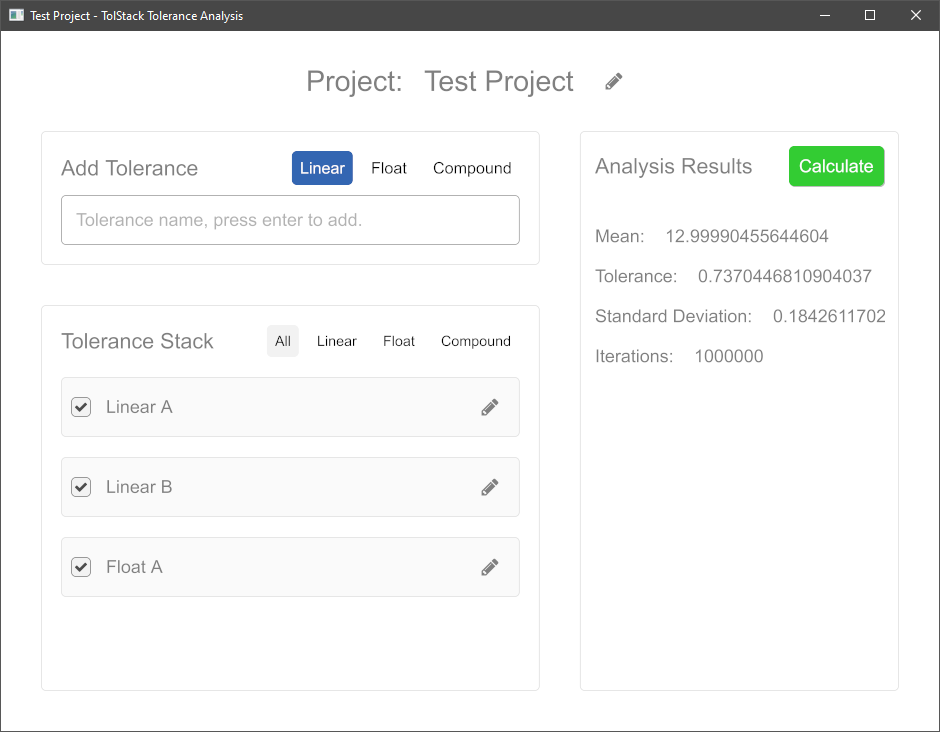 Test Project - TolStack Tolerance Analysis
Project: Test Project
Add Tolerance
Linear Float Compound
Tolerance name, press enter to add.
Tolerance Stack
All Linear Float Compound
Linear A
Linear B
Float A
Analysis Results
Calculate
Mean: 12.99990455644604
Tolerance: 0.7370446810904037
Standard Deviation: 0.1842611702
Iterations: 1000000